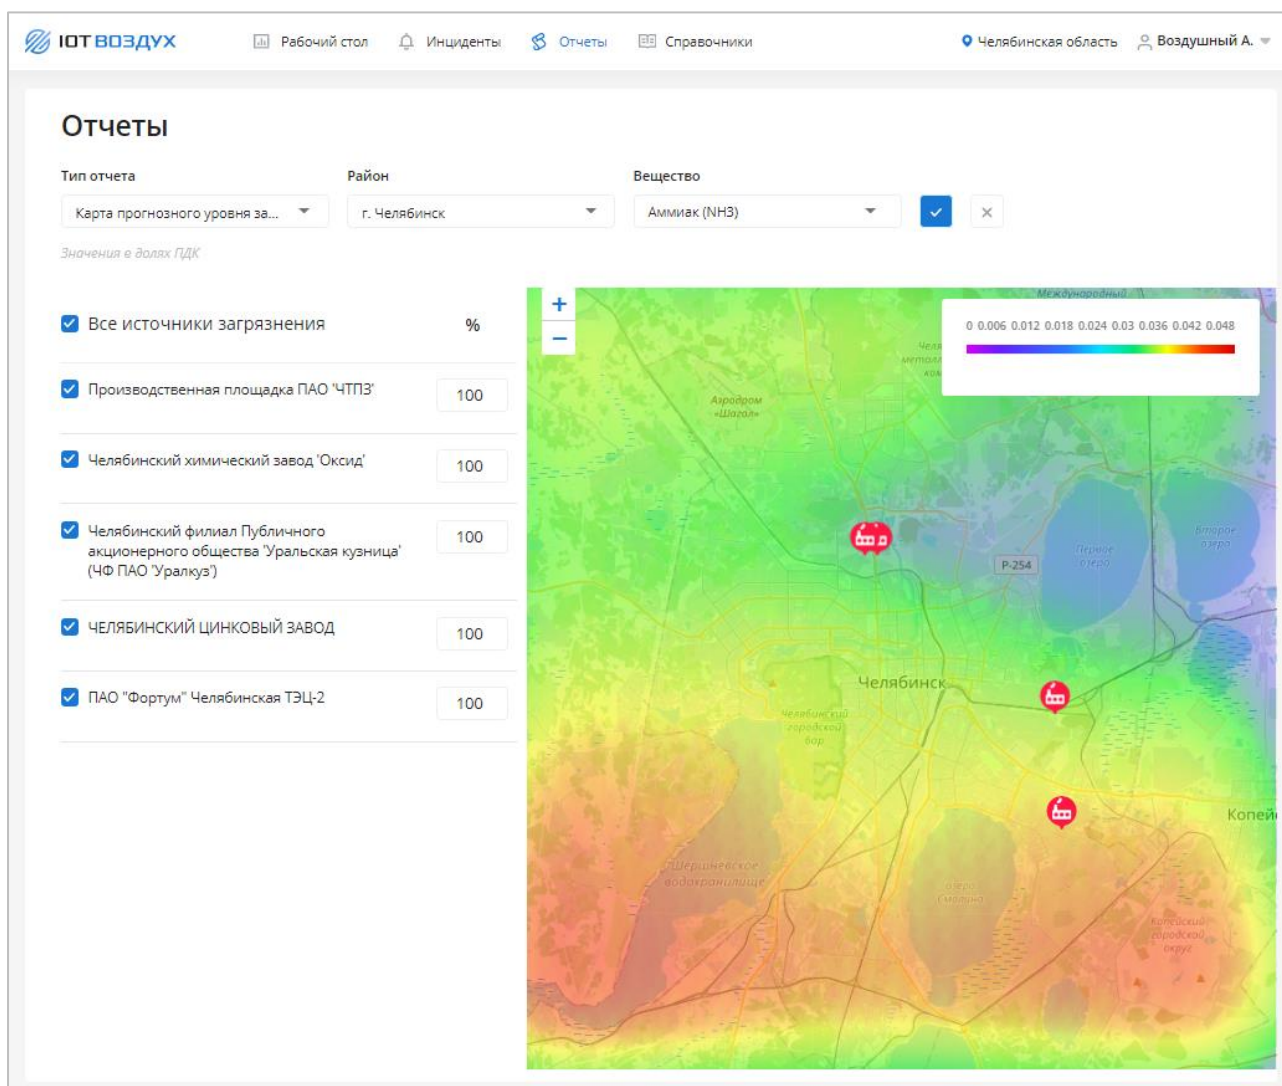 IOT ВОЗДУХ Рабочий стол Инциденты Отчеты Справочники Челябинская область Воздушный А.
Отчеты
Тип отчета Район Вещество
Карта прогнозного уровня за... г. Челябинск Аммиак (NH3)
Значения в долях ПДК
Все источники загрязнения %
Производственная площадка ПАО 'ЧТПЗ' 100
Челябинский химический завод 'Оксид' 100
Челябинский филиал Публичного
акционерного общества 'Уральская кузница' 100
(ЧФ ПАО 'Уралкуз')
ЧЕЛЯБИНСКИЙ ЦИНКОВЫЙ ЗАВОД 100
ПАО "Фортум" Челябинская ТЭЦ-2 100
+
−
Международный
0 0.006 0.012 0.018 0.024 0.03 0.036 0.042 0.048
Аэродром
«Шагол»
Второе
озеро
Первое
озеро
Р-254
Челябинск
Челябинский
городской
бор
Копей
Шершнёвское
водохранилище
озеро
Смолино
Копейский
городской
округ